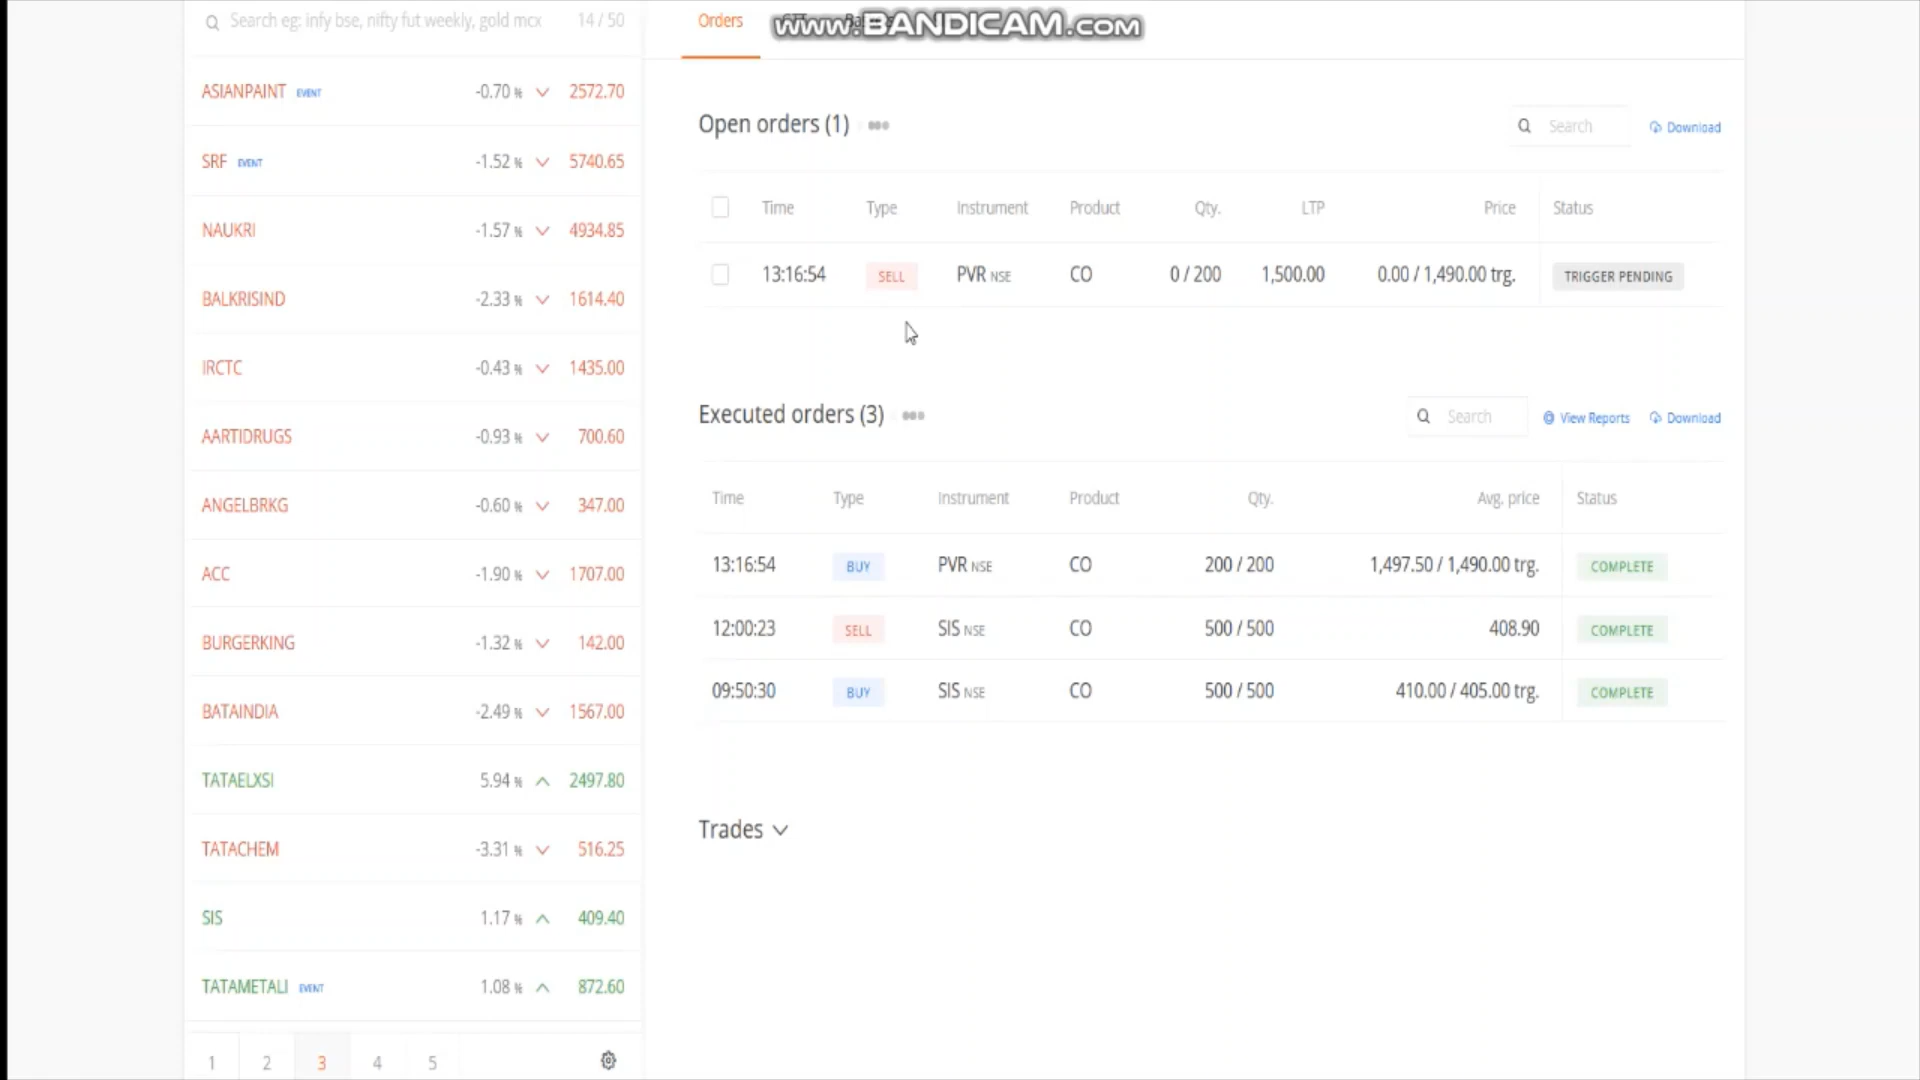 Search eg: infy bse, nifty fut weekly, gold mcx 14 / 50
Orders
www.BANDICAM.com
ASIANPAINT EVENT -0.70 % 2572.70
SRF EVENT -1.52 % 5740.65
NAUKRI -1.57 % 4934.85
BALKRISIND -2.33 % 1614.40
IRCTC -0.43 % 1435.00
AARTIDRUGS -0.93 % 700.60
ANGELBRKG -0.60 % 347.00
ACC -1.90 % 1707.00
BURGERKING -1.32 % 142.00
BATAINDIA -2.49 % 1567.00
TATAELXSI 5.94 % 2497.80
TATACHEM -3.31 % 516.25
SIS 1.17 % 409.40
TATAMETALI EVENT 1.08 % 872.60
1 2 3 4 5
Open orders (1) Search Download
Time Type Instrument Product Qty. LTP Price Status
13:16:54 SELL PVR NSE CO 0 / 200 1,500.00 0.00 / 1,490.00 trg. TRIGGER PENDING
Executed orders (3) Search View Reports Download
Time Type Instrument Product Qty. Avg. price Status
13:16:54 BUY PVR NSE CO 200 / 200 1,497.50 / 1,490.00 trg. COMPLETE
12:00:23 SELL SIS NSE CO 500 / 500 408.90 COMPLETE
09:50:30 BUY SIS NSE CO 500 / 500 410.00 / 405.00 trg. COMPLETE
Trades